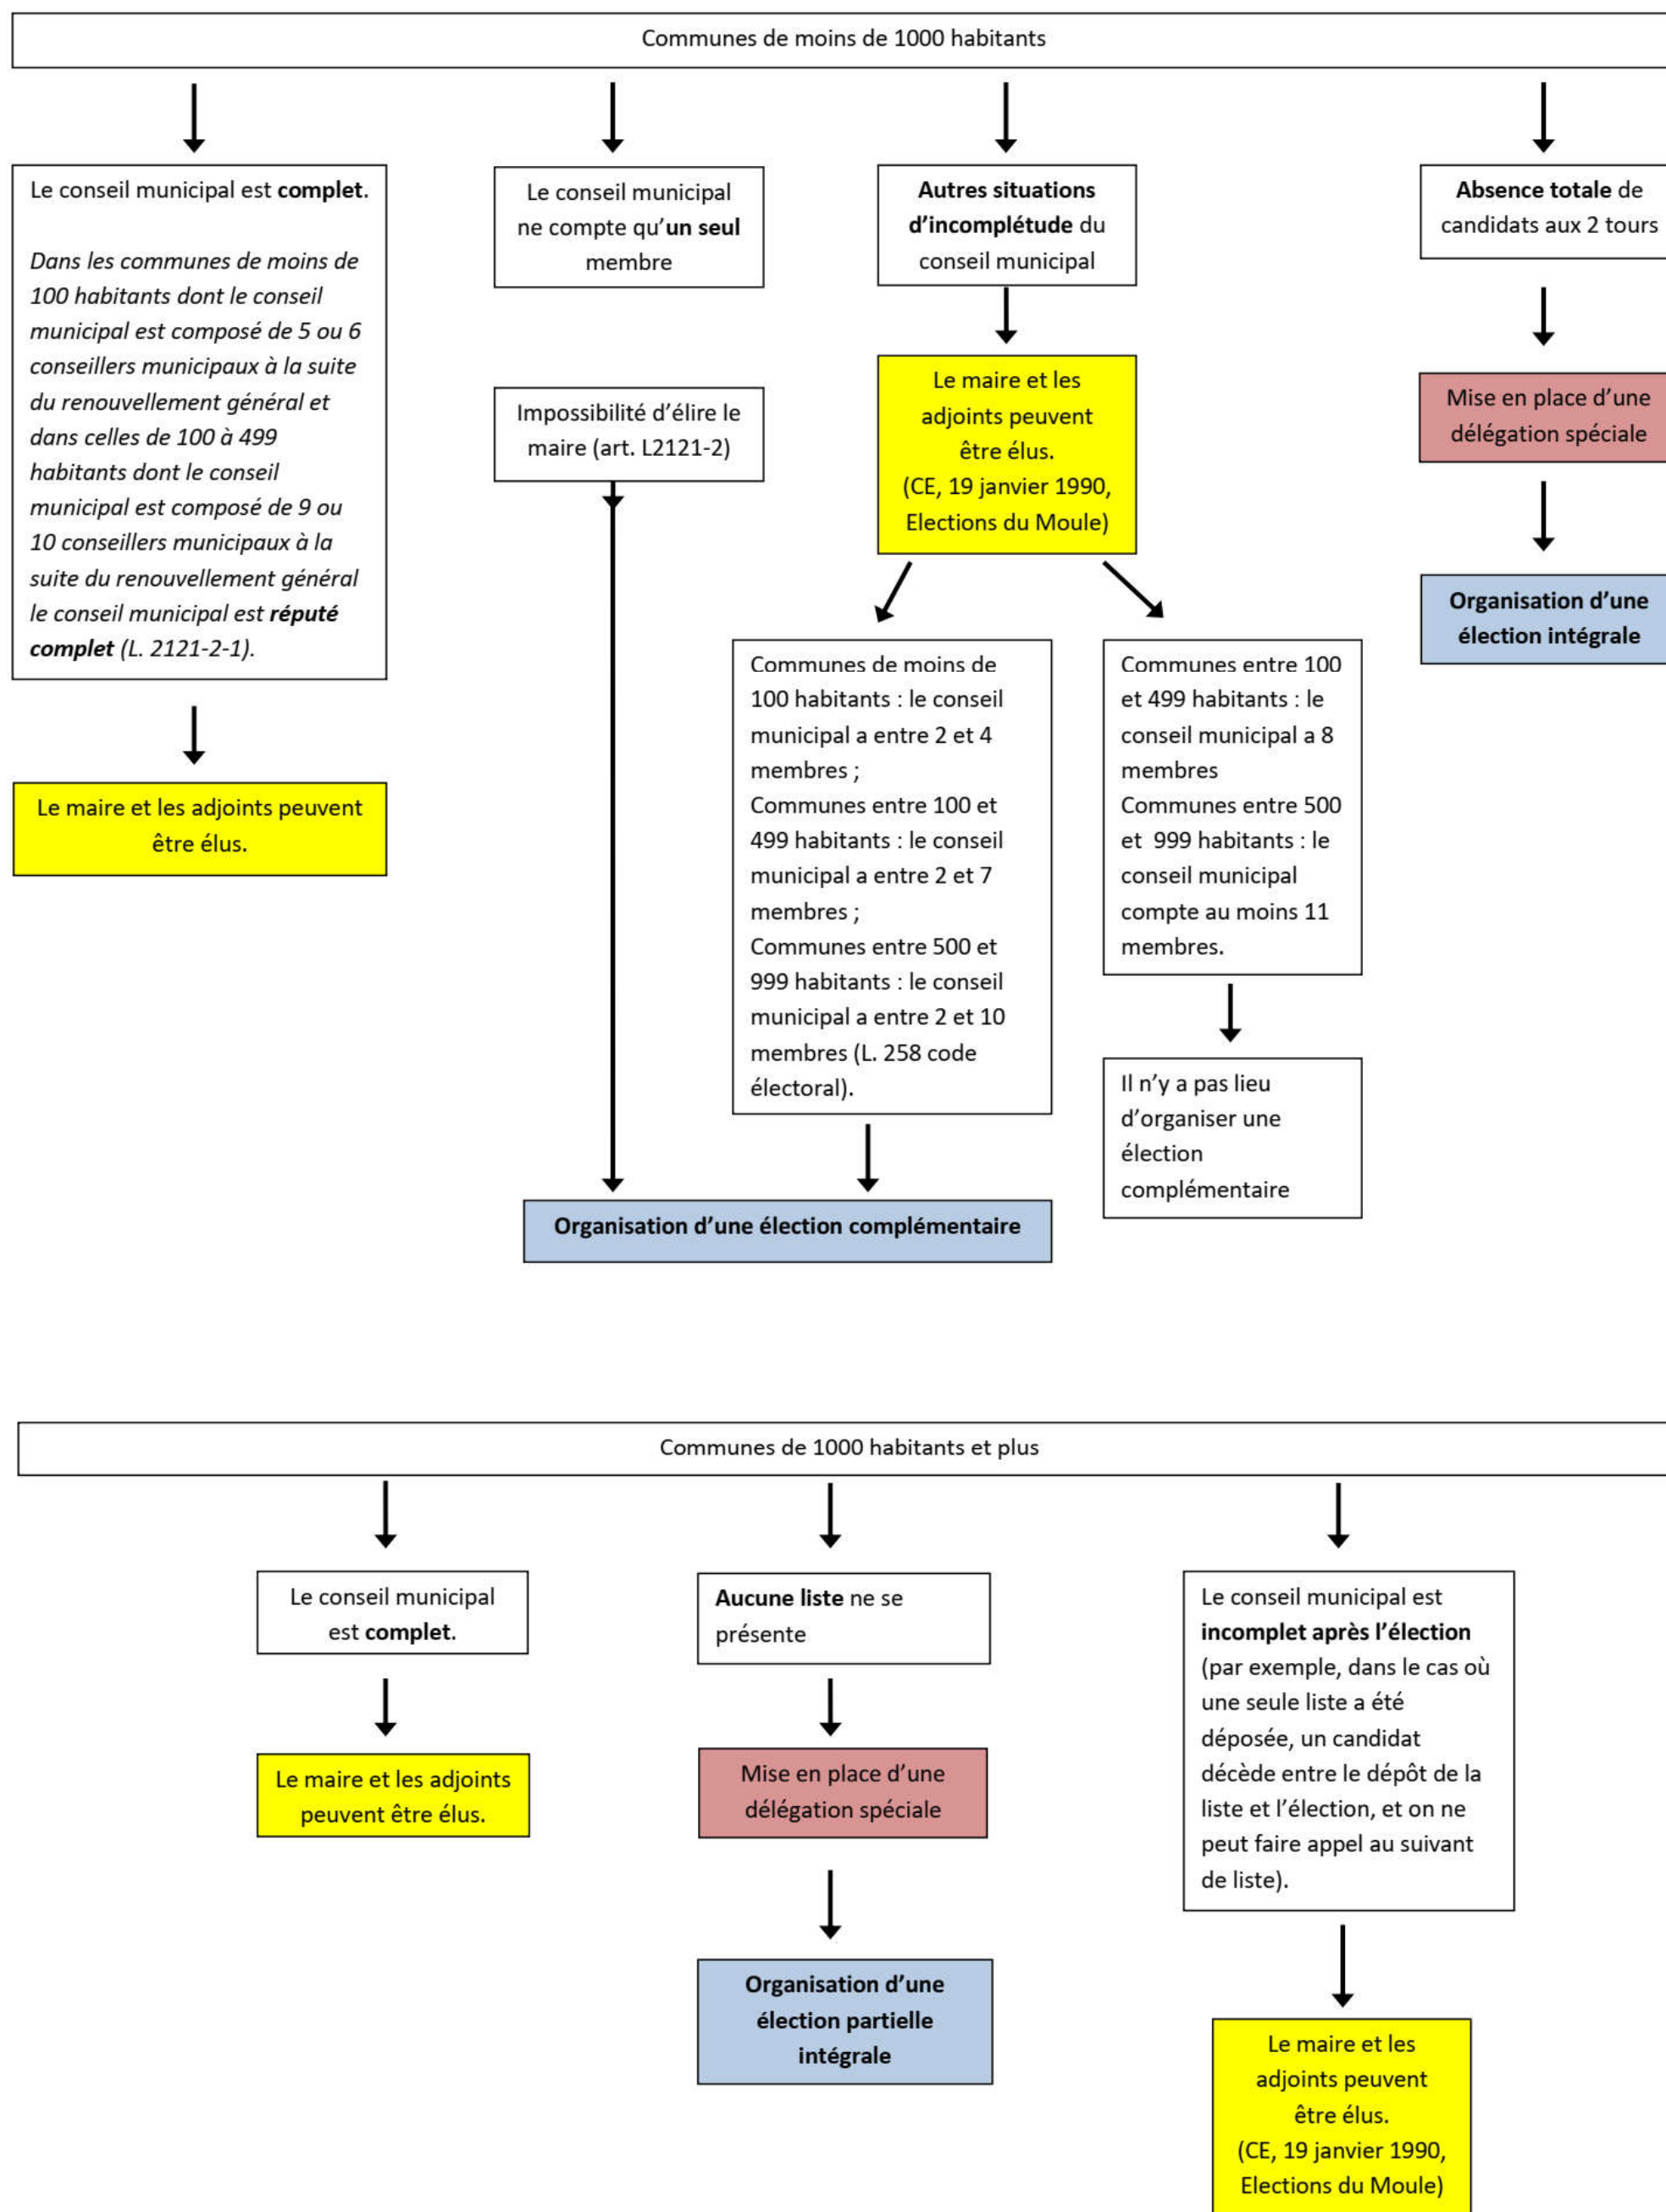 Communes de moins de 1000 habitants
Le conseil municipal est complet.
Dans les communes de moins de
100 habitants dont le conseil
municipal est composé de 5 ou 6
conseillers municipaux à la suite
du renouvellement général et
dans celles de 100 à 499
habitants dont le conseil
municipal est composé de 9 ou
10 conseillers municipaux à la
suite du renouvellement général
le conseil municipal est réputé
complet (L. 2121-2-1).
Le maire et les adjoints peuvent
être élus.
Le conseil municipal
ne compte qu’un seul
membre
Impossibilité d’élire le
maire (art. L2121-2)
Autres situations
d’incomplétude du
conseil municipal
Le maire et les
adjoints peuvent
être élus.
(CE, 19 janvier 1990,
Elections du Moule)
Communes de moins de
100 habitants : le conseil
municipal a entre 2 et 4
membres ;
Communes entre 100 et
499 habitants : le conseil
municipal a entre 2 et 7
membres ;
Communes entre 500 et
999 habitants : le conseil
municipal a entre 2 et 10
membres (L. 258 code
électoral).
Organisation d’une élection complémentaire
Communes entre 100
et 499 habitants : le
conseil municipal a 8
membres
Communes entre 500
et 999 habitants : le
conseil municipal
compte au moins 11
membres.
Il n’y a pas lieu
d’organiser une
élection
complémentaire
Absence totale de
candidats aux 2 tours
Mise en place d’une
délégation spéciale
Organisation d’une
élection intégrale
Communes de 1000 habitants et plus
Le conseil municipal
est complet.
Le maire et les adjoints
peuvent être élus.
Aucune liste ne se
présente
Mise en place d’une
délégation spéciale
Organisation d’une
élection partielle
intégrale
Le conseil municipal est
incomplet après l’élection
(par exemple, dans le cas où
une seule liste a été
déposée, un candidat
décède entre le dépôt de la
liste et l’élection, et on ne
peut faire appel au suivant
de liste).
Le maire et les
adjoints peuvent
être élus.
(CE, 19 janvier 1990,
Elections du Moule)